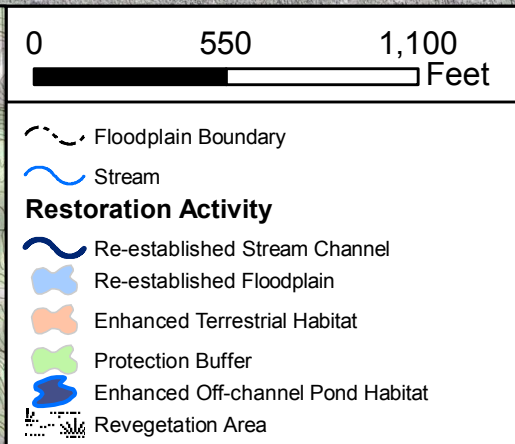 0 550 1,100
Feet
Floodplain Boundary
Stream
Restoration Activity
Re-established Stream Channel
Re-established Floodplain
Enhanced Terrestrial Habitat
Protection Buffer
Enhanced Off-channel Pond Habitat
Revegetation Area